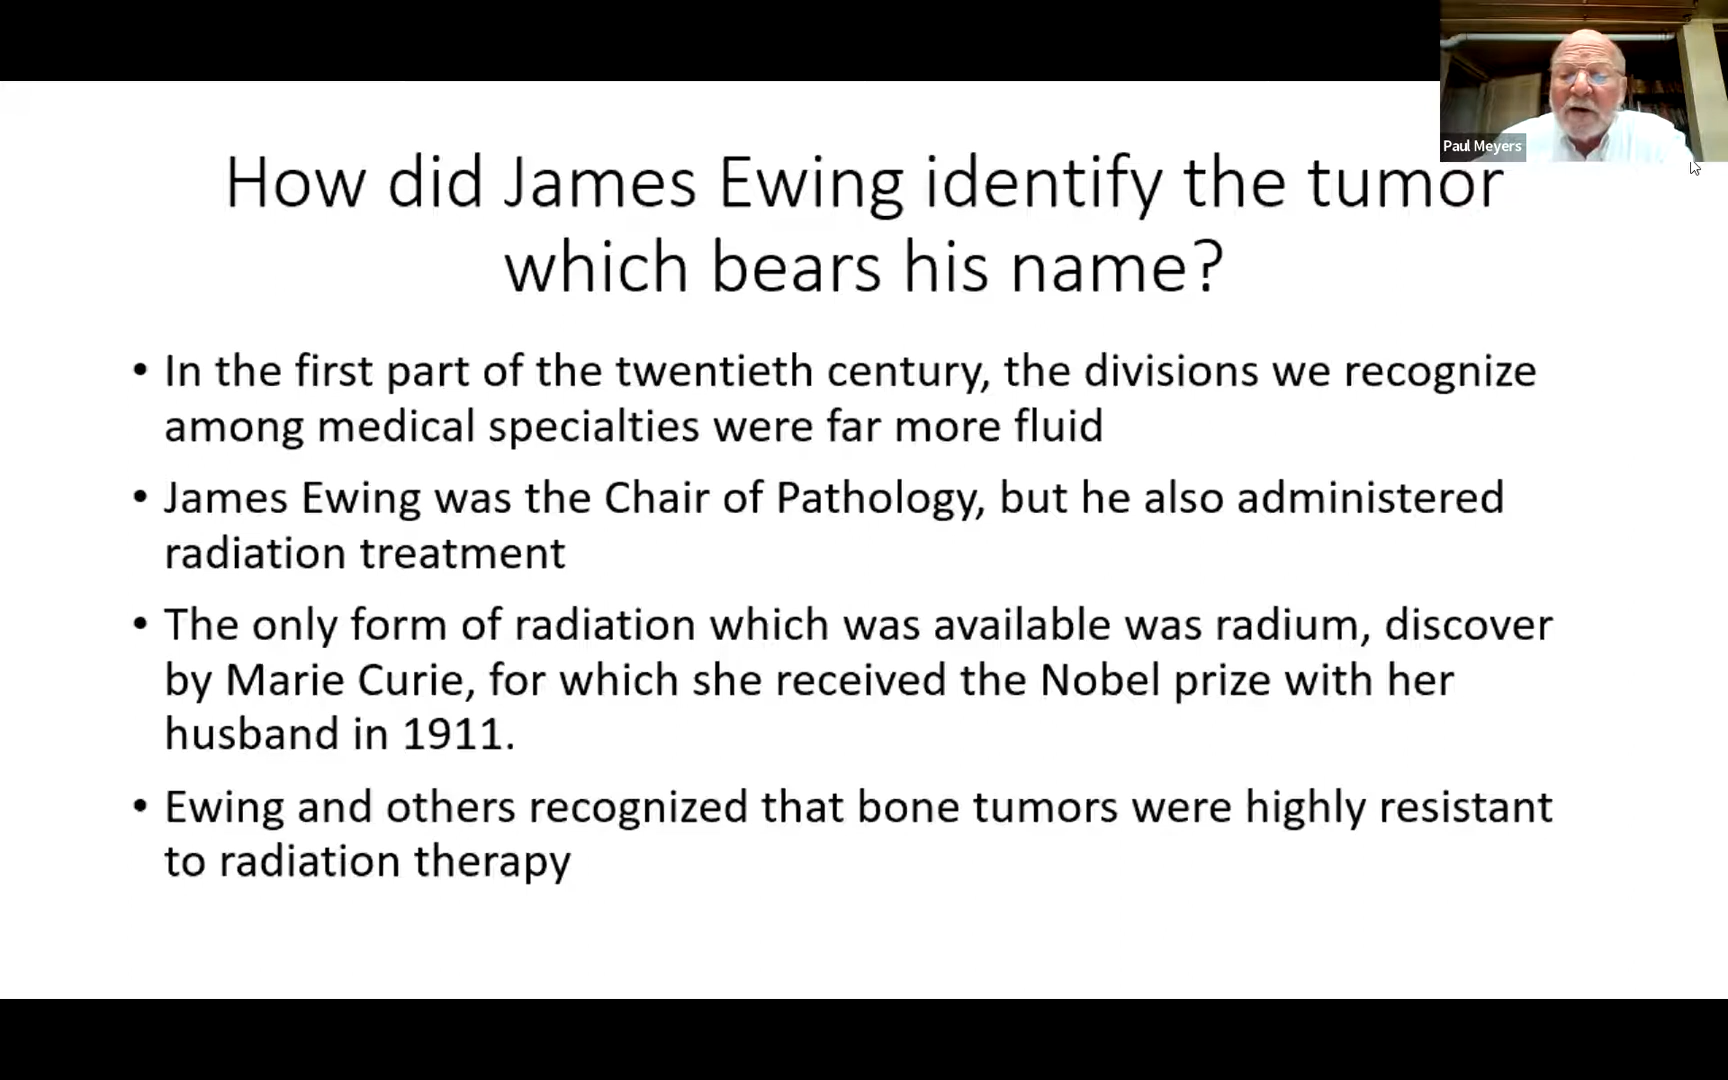 Paul Meyers
How did James Ewing identify the tumor
which bears his name?
• In the first part of the twentieth century, the divisions we recognize
among medical specialties were far more fluid
• James Ewing was the Chair of Pathology, but he also administered
radiation treatment
• The only form of radiation which was available was radium, discover
by Marie Curie, for which she received the Nobel prize with her
husband in 1911.
• Ewing and others recognized that bone tumors were highly resistant
to radiation therapy